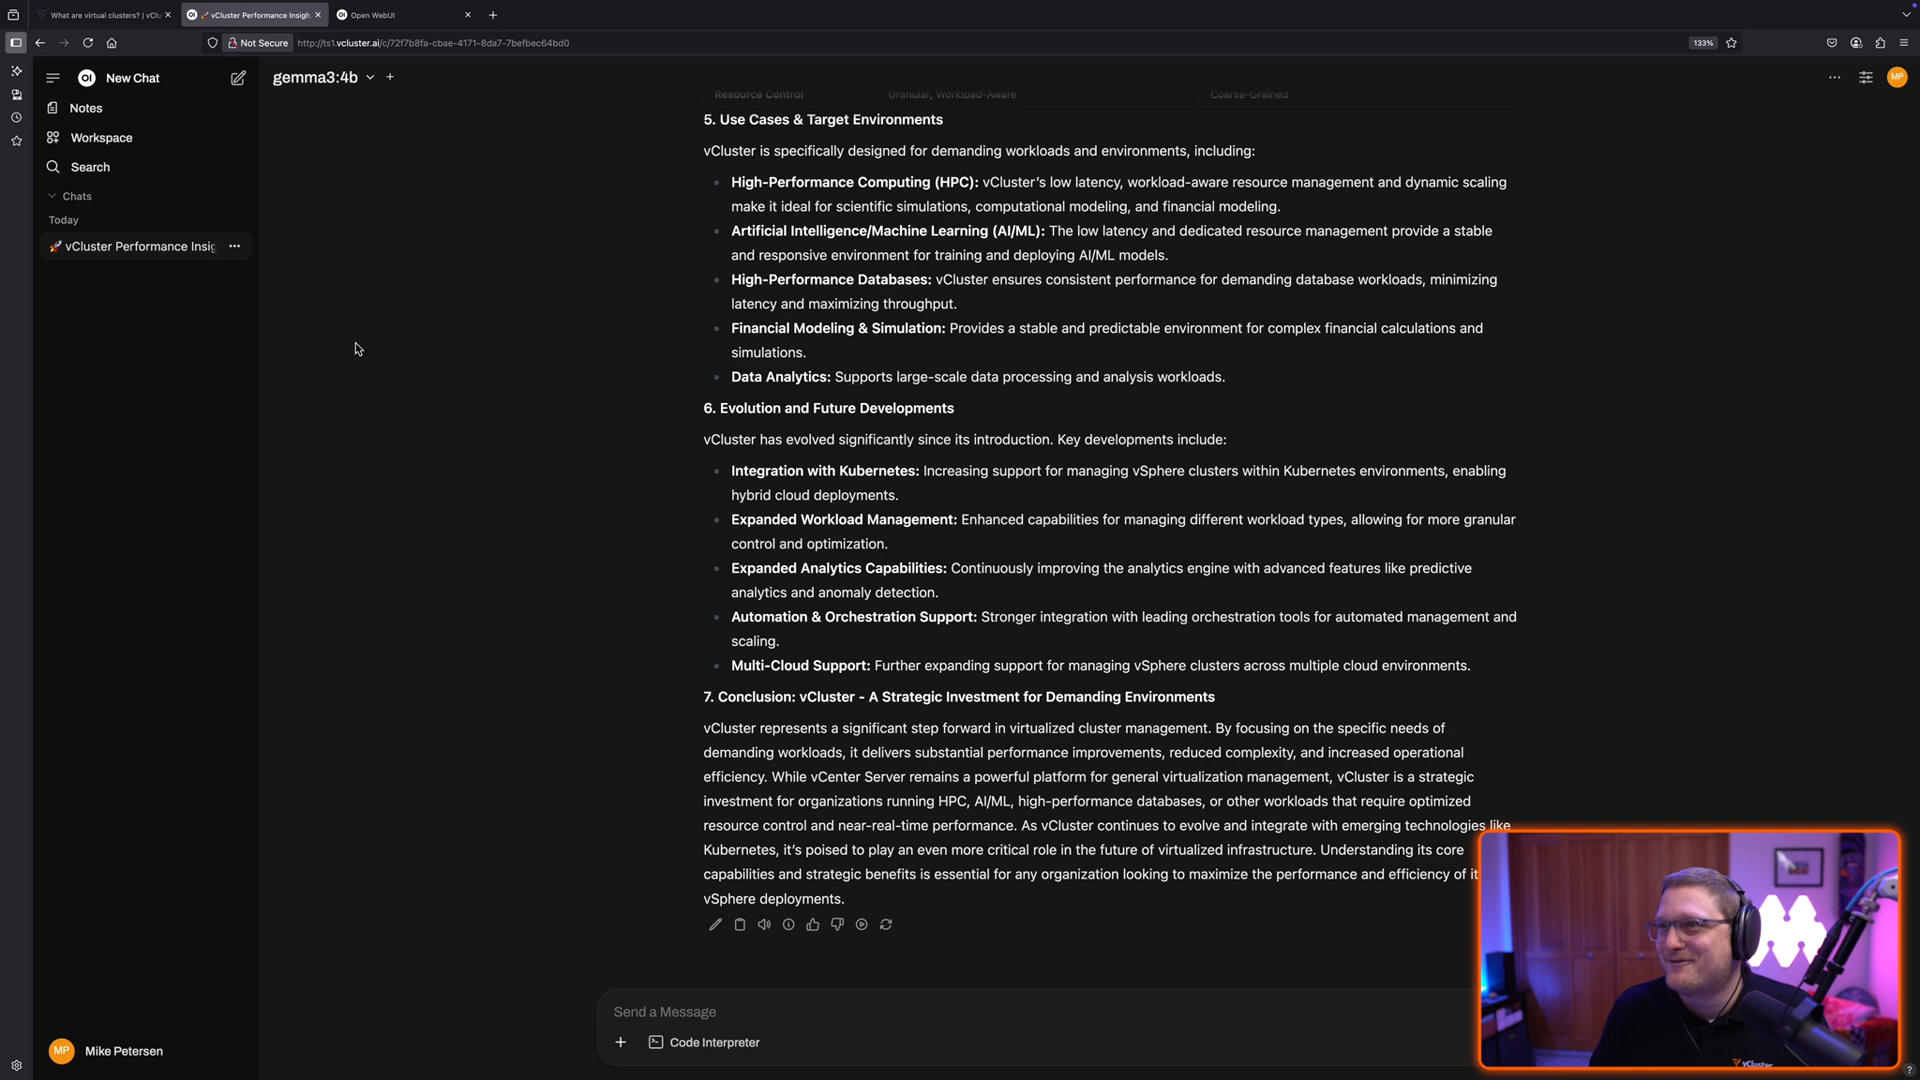 What are virtual clusters? | vClu
vCluster Performance Insigh
Open WebUI
Not Secure
http://ts1.vcluster.ai/c/72f7b8fa-cbae-4171-8da7-7befbec64bd0
133%
OI
New Chat
gemma3:4b
MP
Notes
Workspace
Search
Chats
Today
🚀 vCluster Performance Insig
Resource Control
Granular, Workload-Aware
Coarse-Grained
5. Use Cases & Target Environments
vCluster is specifically designed for demanding workloads and environments, including:
• High-Performance Computing (HPC): vCluster's low latency, workload-aware resource management and dynamic scaling
make it ideal for scientific simulations, computational modeling, and financial modeling.
• Artificial Intelligence/Machine Learning (AI/ML): The low latency and dedicated resource management provide a stable
and responsive environment for training and deploying AI/ML models.
• High-Performance Databases: vCluster ensures consistent performance for demanding database workloads, minimizing
latency and maximizing throughput.
• Financial Modeling & Simulation: Provides a stable and predictable environment for complex financial calculations and
simulations.
• Data Analytics: Supports large-scale data processing and analysis workloads.
6. Evolution and Future Developments
vCluster has evolved significantly since its introduction. Key developments include:
• Integration with Kubernetes: Increasing support for managing vSphere clusters within Kubernetes environments, enabling
hybrid cloud deployments.
• Expanded Workload Management: Enhanced capabilities for managing different workload types, allowing for more granular
control and optimization.
• Expanded Analytics Capabilities: Continuously improving the analytics engine with advanced features like predictive
analytics and anomaly detection.
• Automation & Orchestration Support: Stronger integration with leading orchestration tools for automated management and
scaling.
• Multi-Cloud Support: Further expanding support for managing vSphere clusters across multiple cloud environments.
7. Conclusion: vCluster - A Strategic Investment for Demanding Environments
vCluster represents a significant step forward in virtualized cluster management. By focusing on the specific needs of
demanding workloads, it delivers substantial performance improvements, reduced complexity, and increased operational
efficiency. While vCenter Server remains a powerful platform for general virtualization management, vCluster is a strategic
investment for organizations running HPC, AI/ML, high-performance databases, or other workloads that require optimized
resource control and near-real-time performance. As vCluster continues to evolve and integrate with emerging technologies like
Kubernetes, it's poised to play an even more critical role in the future of virtualized infrastructure. Understanding its core
capabilities and strategic benefits is essential for any organization looking to maximize the performance and efficiency of it
vSphere deployments.
Send a Message
Code Interpreter
MP
Mike Petersen
vCluster